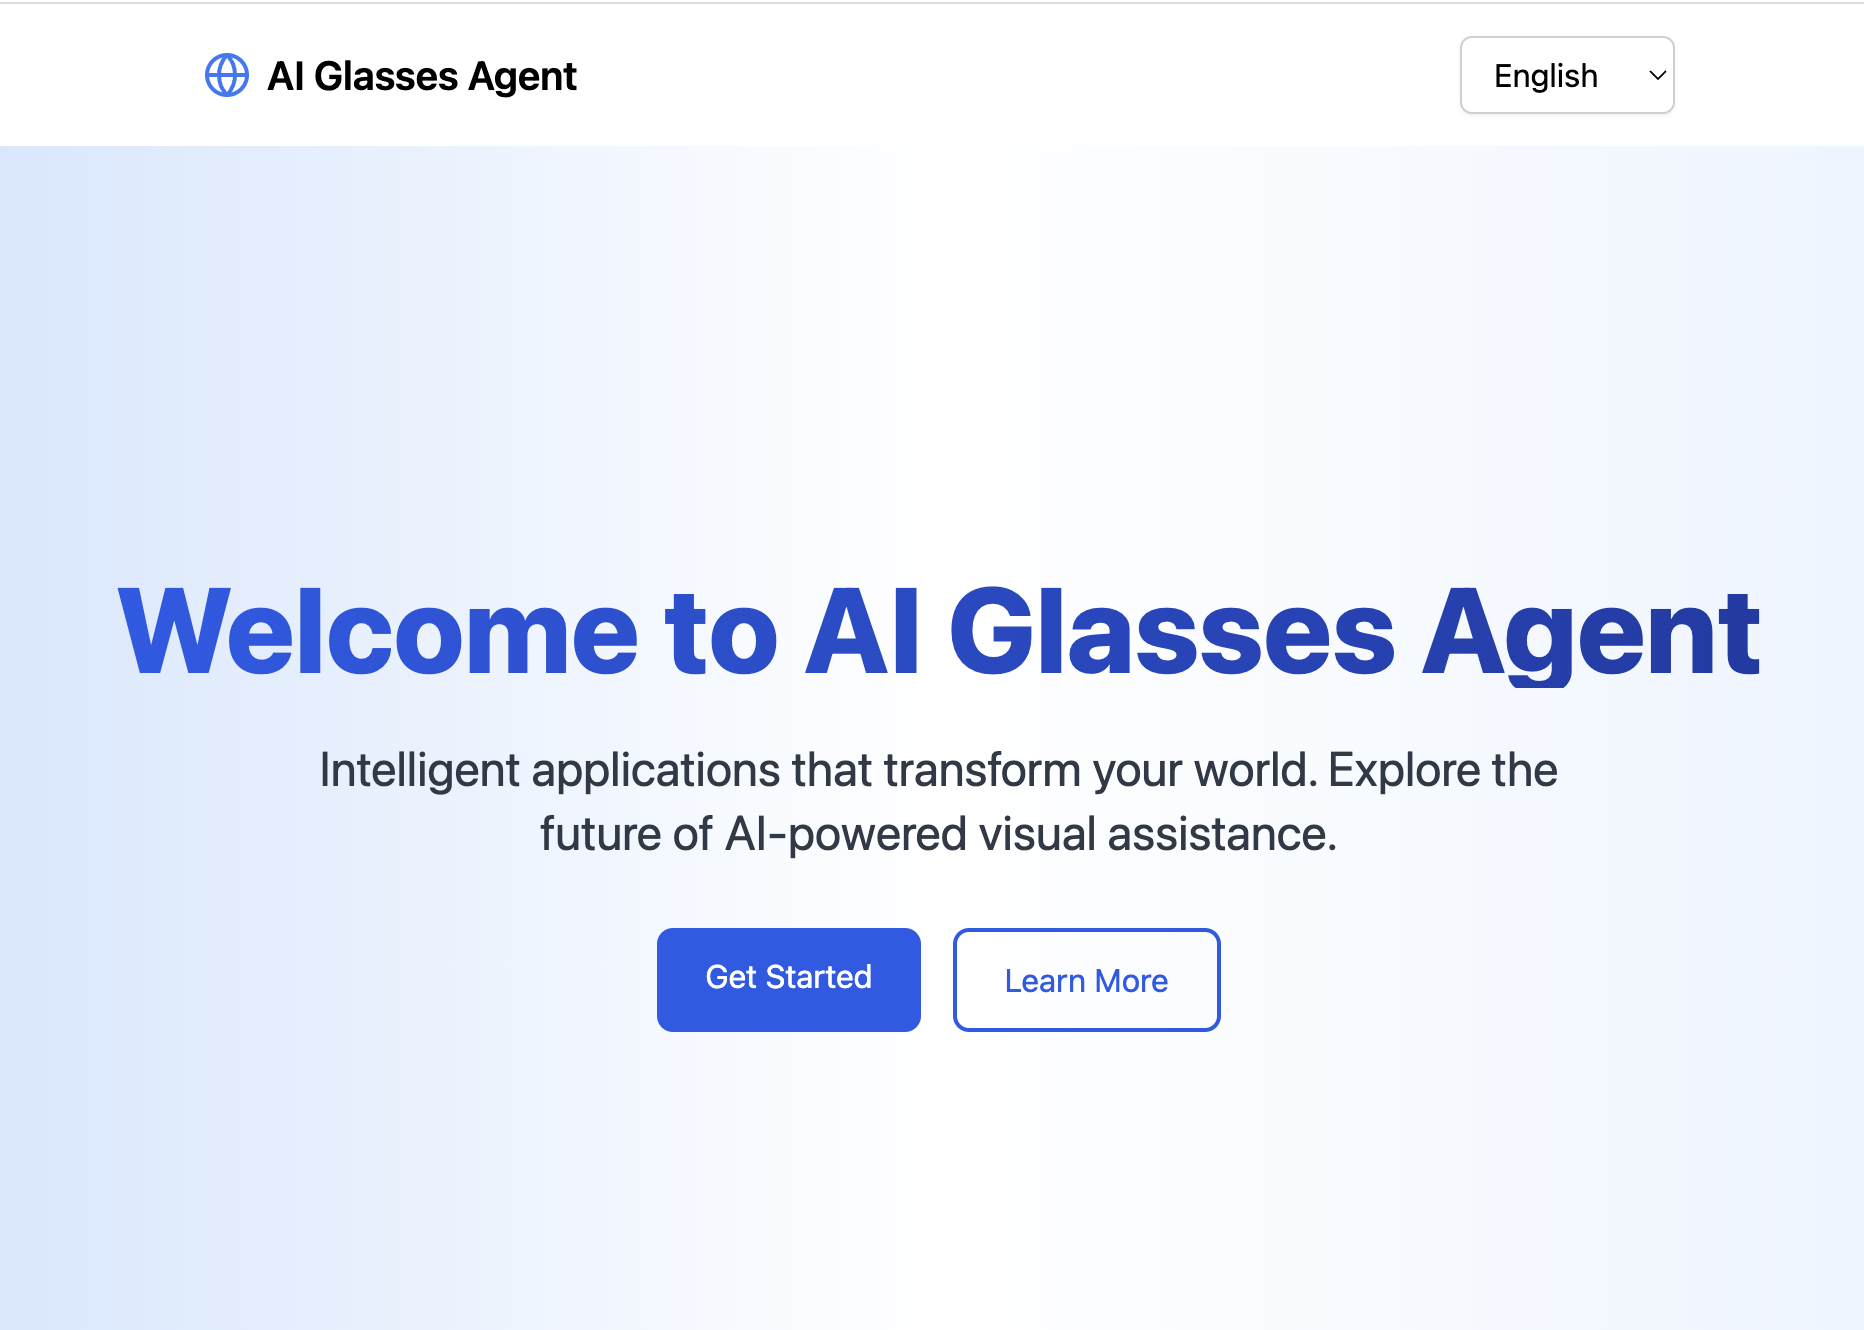 AI Glasses Agent
English
Welcome to AI Glasses Agent
Intelligent applications that transform your world. Explore the
future of AI-powered visual assistance.
Get Started
Learn More